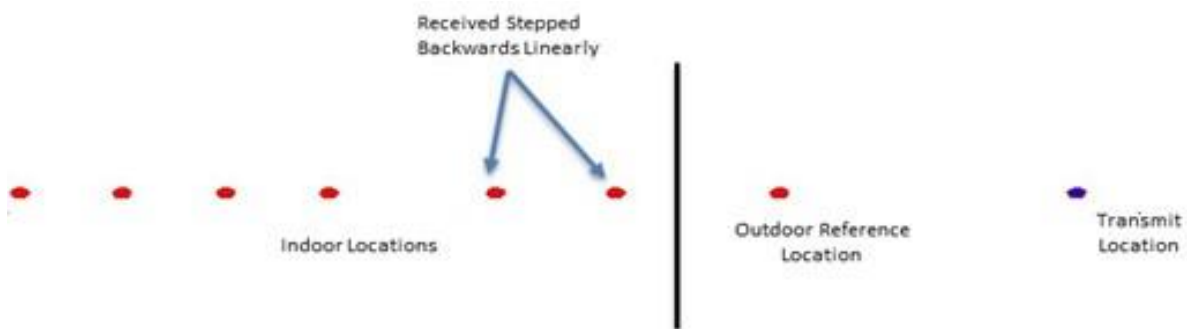 Received Stepped
Backwards Linearly
Indoor Locations
Outdoor Reference
Location
Transmit
Location